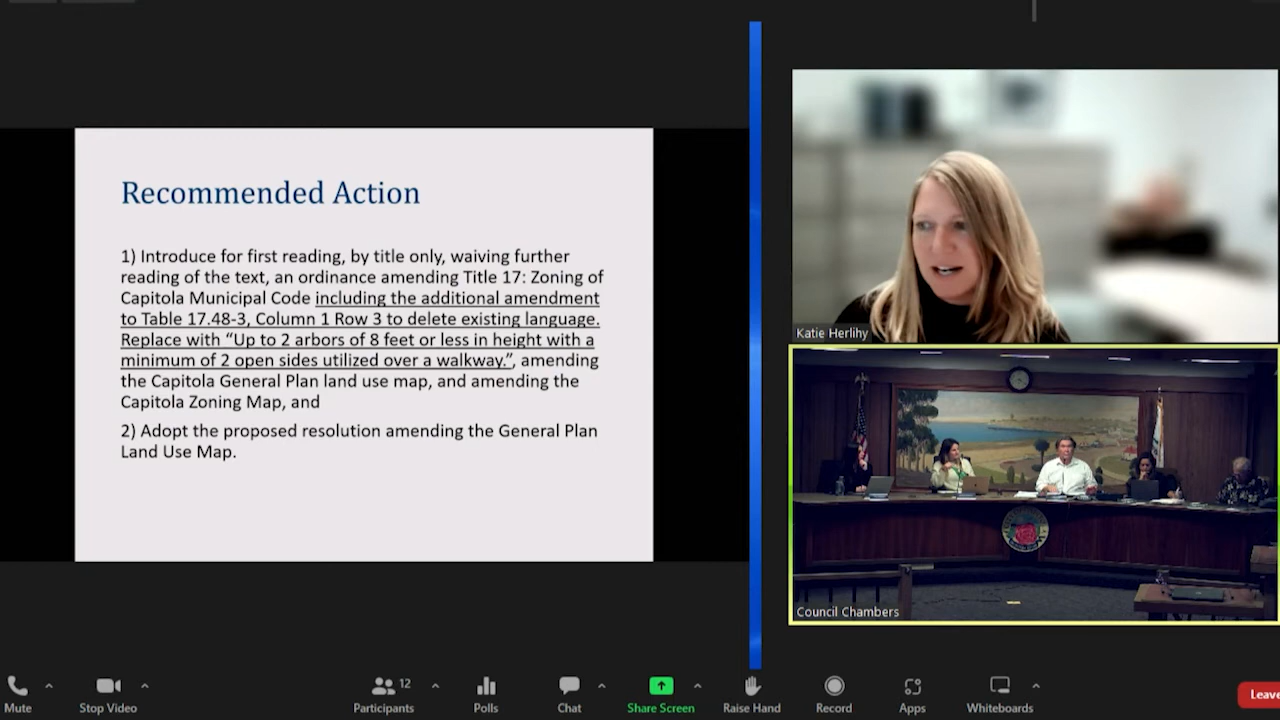 Recommended Action
1) Introduce for first reading, by title only, waiving further
reading of the text, an ordinance amending Title 17: Zoning of
Capitola Municipal Code including the additional amendment
to Table 17.48-3, Column 1 Row 3 to delete existing language.
Replace with “Up to 2 arbors of 8 feet or less in height with a
minimum of 2 open sides utilized over a walkway.”, amending
the Capitola General Plan land use map, and amending the
Capitola Zoning Map, and
2) Adopt the proposed resolution amending the General Plan
Land Use Map.
Katie Herlihy
Council Chambers
Mute
Stop Video
12
Participants
Polls
Chat
Share Screen
Raise Hand
Record
Apps
Whiteboards
Leave